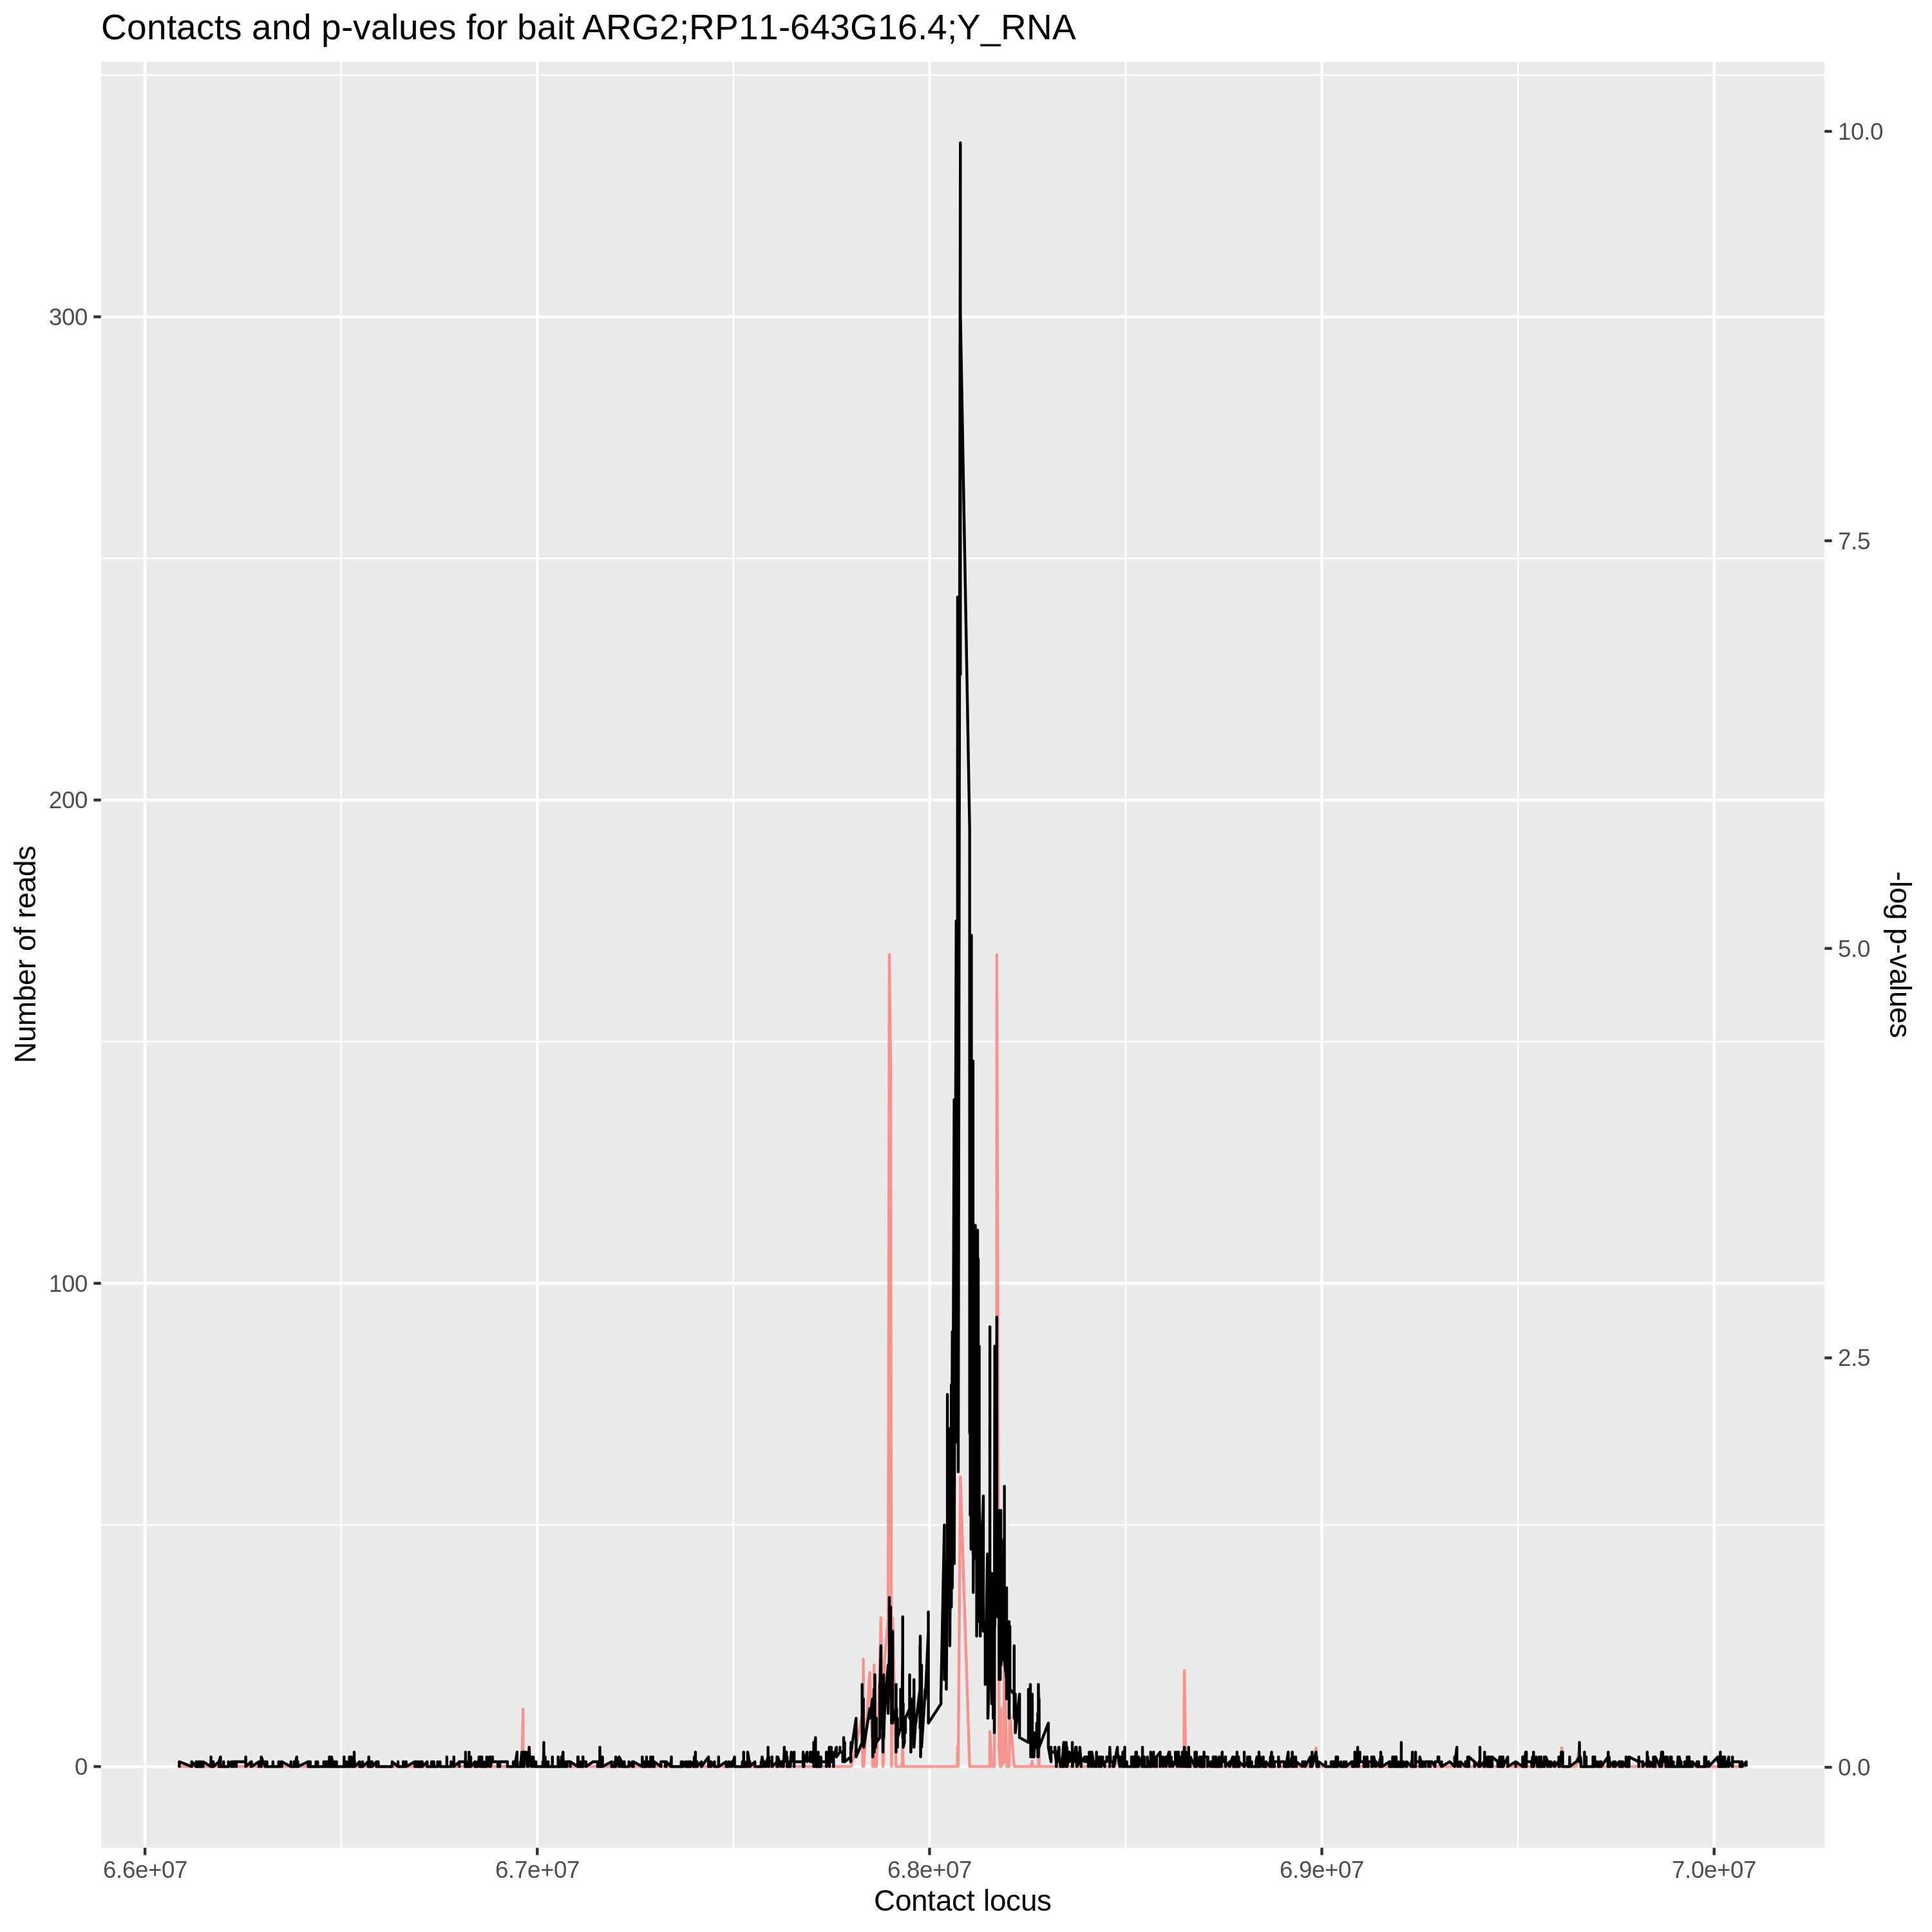 Contacts and p-values for bait ARG2;RP11-643G16.4;Y_RNA
Number of reads
300
200
100
0
10.0
7.5
5.0
2.5
0.0
-log p-values
6.6e+07 6.7e+07 6.8e+07 6.9e+07 7.0e+07
Contact locus